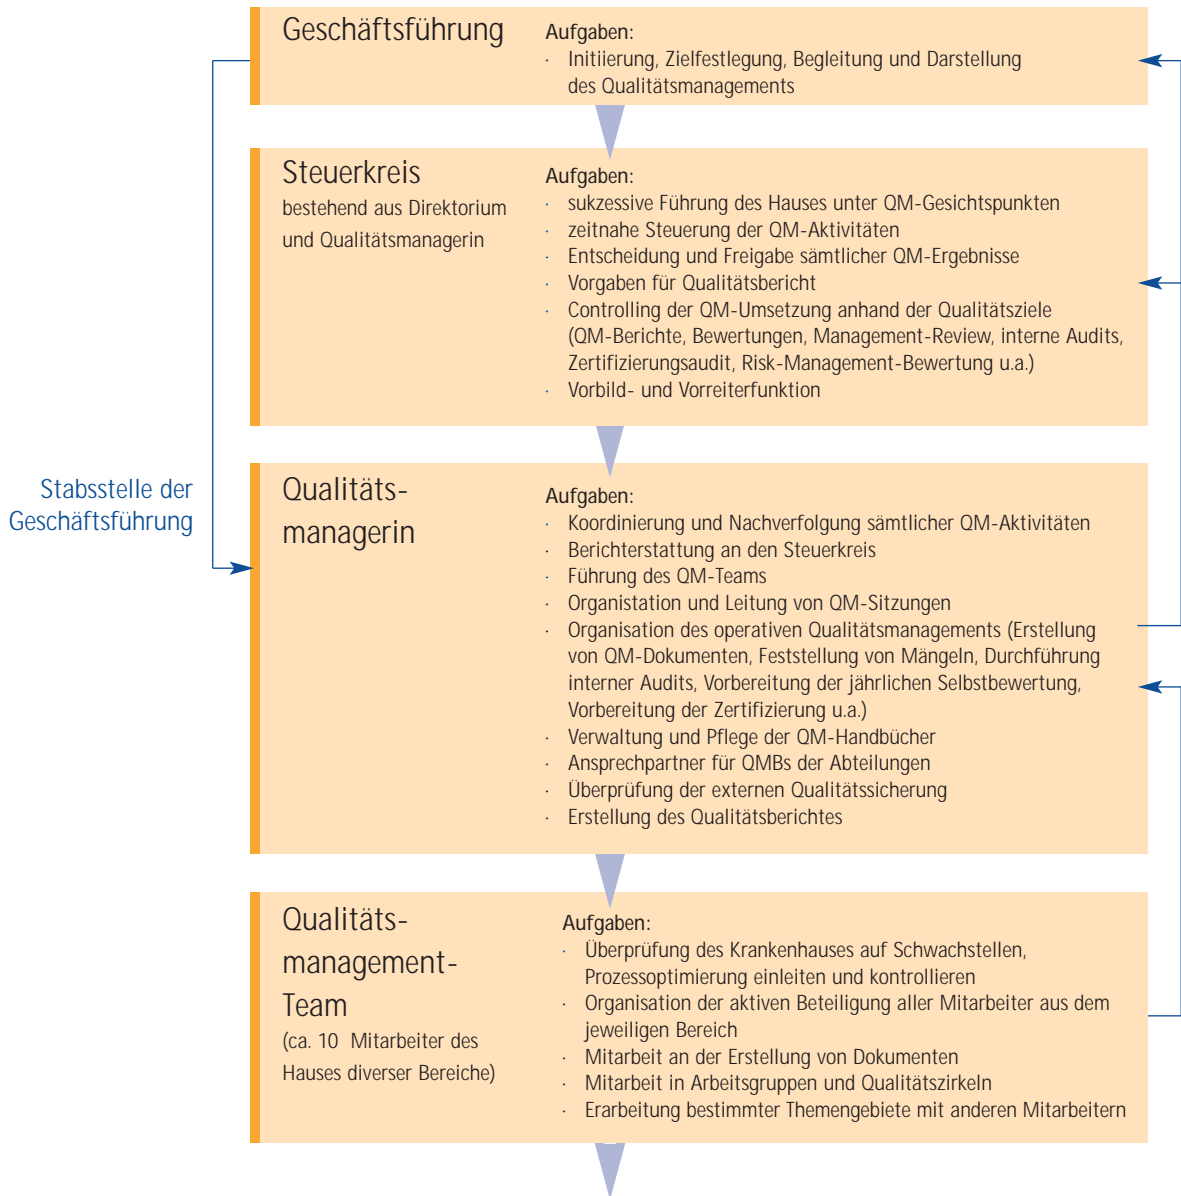 Geschäftsführung
Aufgaben:
· Initiierung, Zielfestlegung, Begleitung und Darstellung
des Qualitätsmanagements
Steuerkreis
bestehend aus Direktorium
und Qualitätsmanagerin
Aufgaben:
· sukzessive Führung des Hauses unter QM-Gesichtspunkten
· zeitnahe Steuerung der QM-Aktivitäten
· Entscheidung und Freigabe sämtlicher QM-Ergebnisse
· Vorgaben für Qualitätsbericht
· Controlling der QM-Umsetzung anhand der Qualitätsziele
(QM-Berichte, Bewertungen, Management-Review, interne Audits,
Zertifizierungsaudit, Risk-Management-Bewertung u.a.)
· Vorbild- und Vorreiterfunktion
Stabsstelle der
Geschäftsführung
Qualitäts-
managerin
Aufgaben:
· Koordinierung und Nachverfolgung sämtlicher QM-Aktivitäten
· Berichterstattung an den Steuerkreis
· Führung des QM-Teams
· Organistation und Leitung von QM-Sitzungen
· Organisation des operativen Qualitätsmanagements (Erstellung
von QM-Dokumenten, Feststellung von Mängeln, Durchführung
interner Audits, Vorbereitung der jährlichen Selbstbewertung,
Vorbereitung der Zertifizierung u.a.)
· Verwaltung und Pflege der QM-Handbücher
· Ansprechpartner für QMBs der Abteilungen
· Überprüfung der externen Qualitätssicherung
· Erstellung des Qualitätsberichtes
Qualitäts-
management-
Team
(ca. 10 Mitarbeiter des
Hauses diverser Bereiche)
Aufgaben:
· Überprüfung des Krankenhauses auf Schwachstellen,
Prozessoptimierung einleiten und kontrollieren
· Organisation der aktiven Beteiligung aller Mitarbeiter aus dem
jeweiligen Bereich
· Mitarbeit an der Erstellung von Dokumenten
· Mitarbeit in Arbeitsgruppen und Qualitätszirkeln
· Erarbeitung bestimmter Themengebiete mit anderen Mitarbeitern